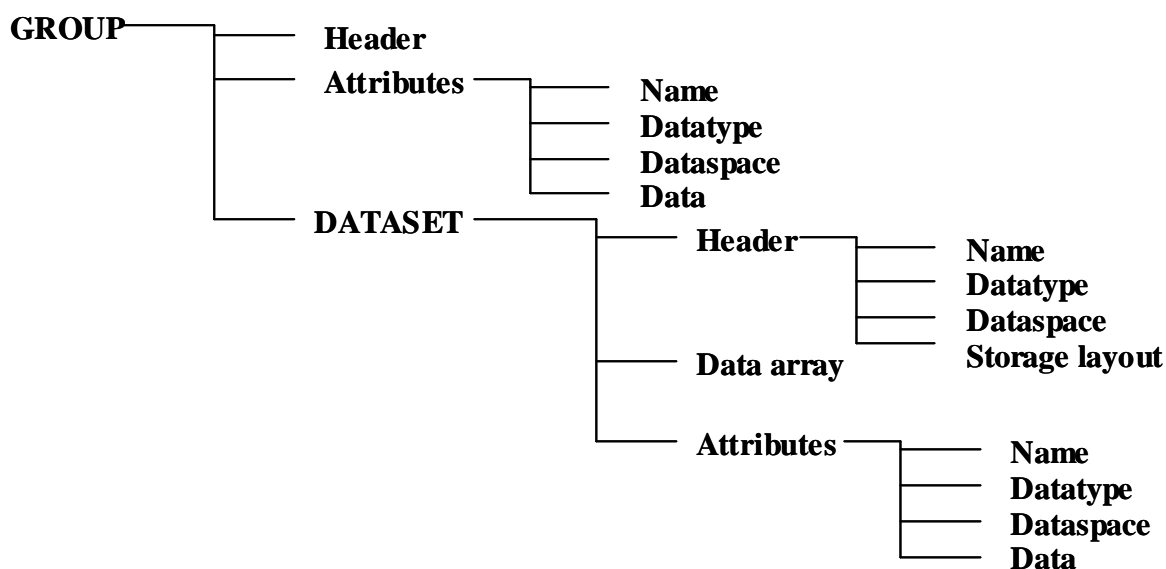 GROUP
Header
Attributes
Name
Datatype
Dataspace
Data
DATASET
Header
Name
Datatype
Dataspace
Storage layout
Data array
Attributes
Name
Datatype
Dataspace
Data